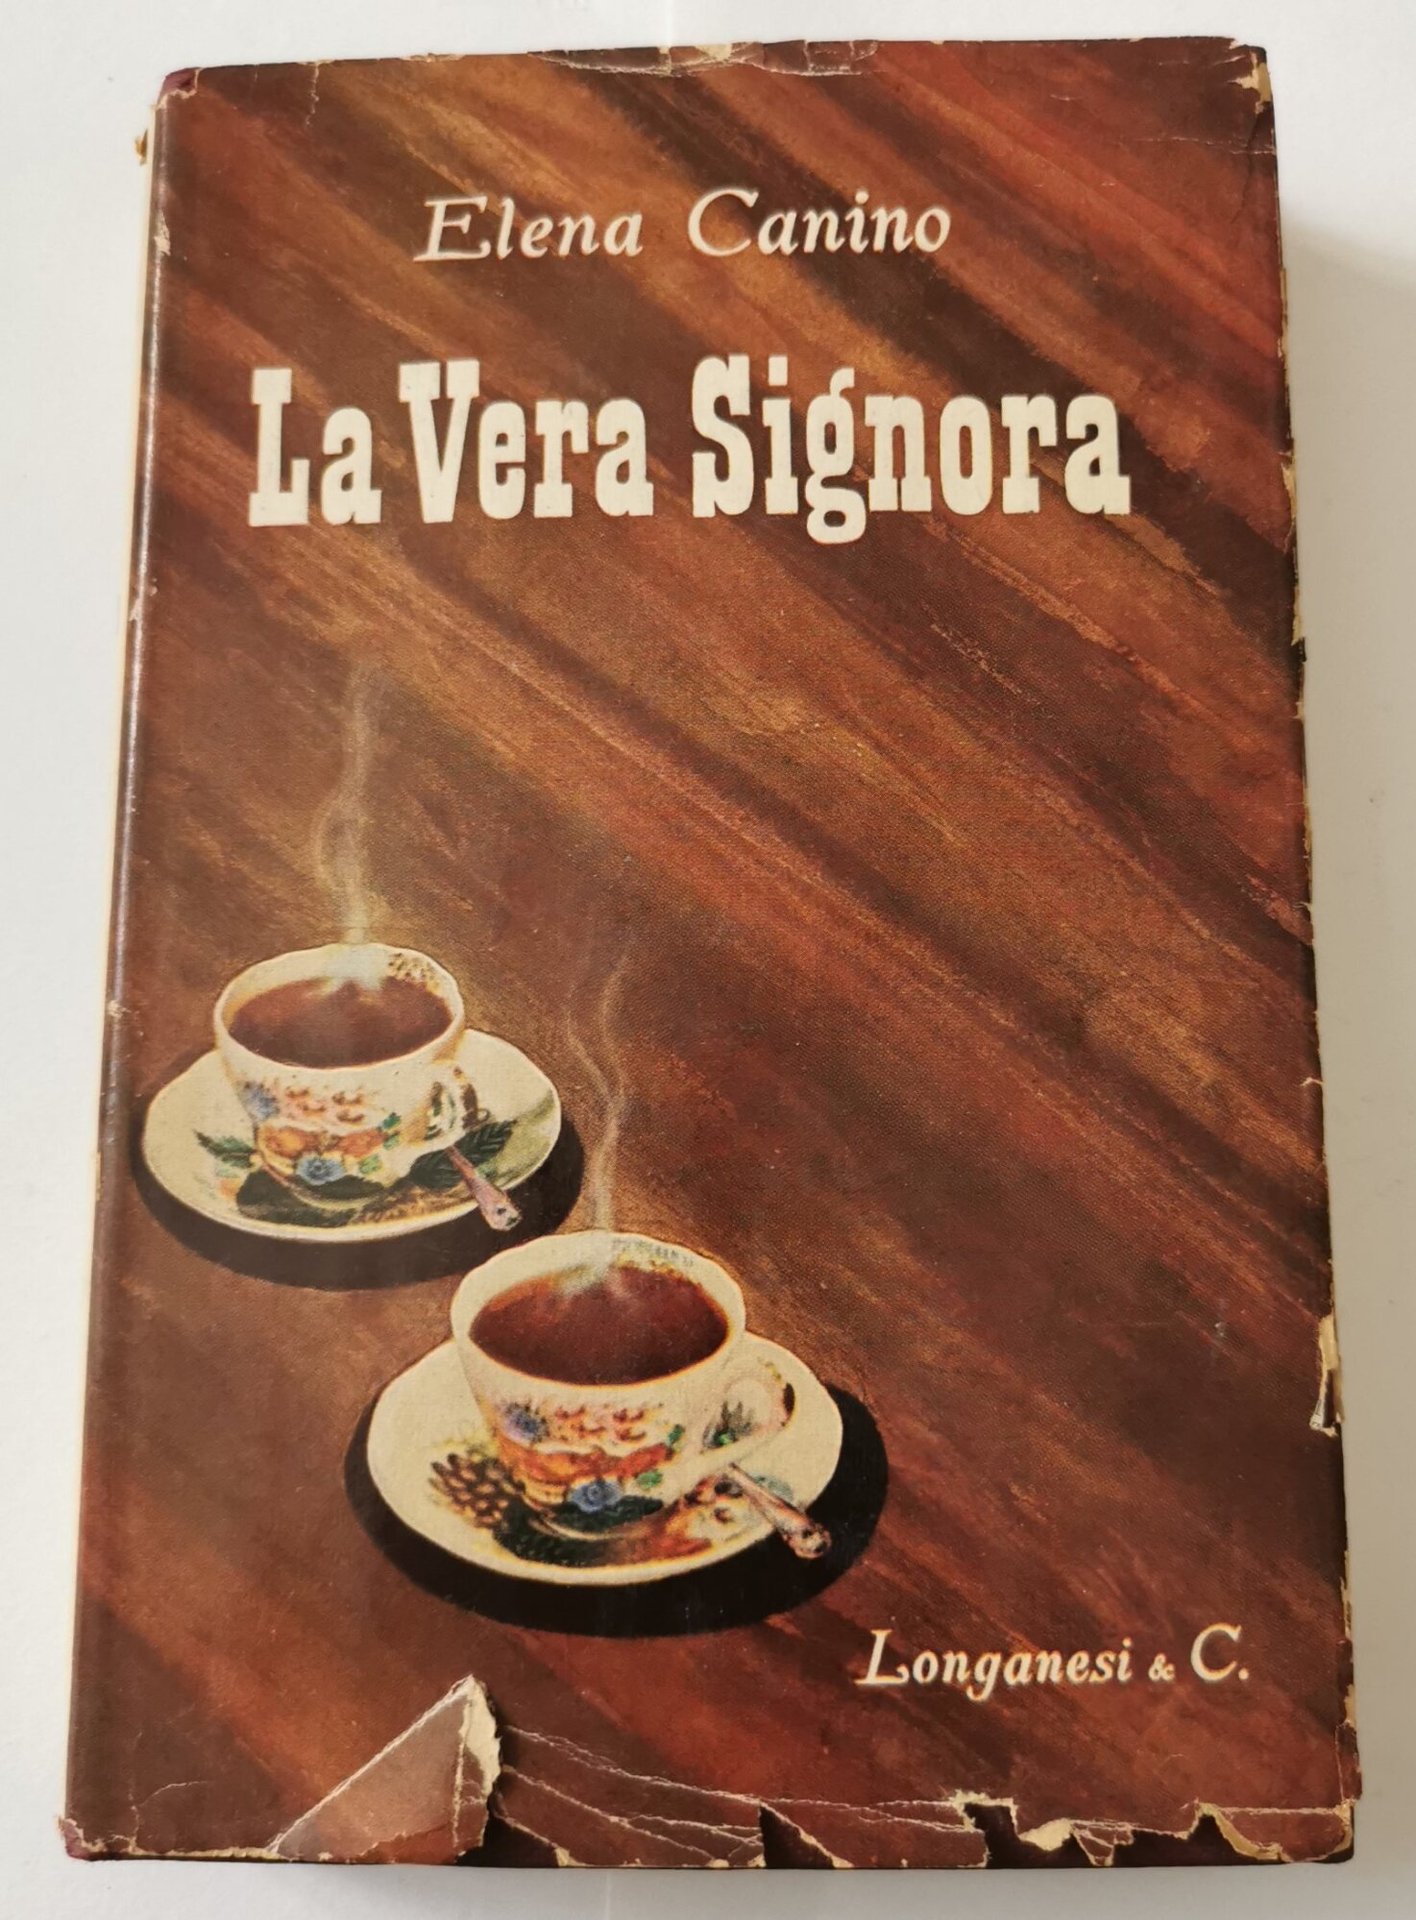 Elena Canino
La Vera Signora
Longanesi & C.